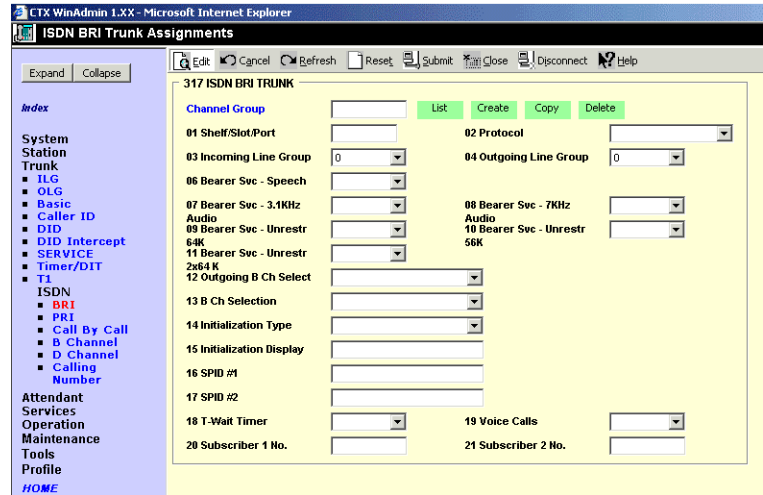 CTX WinAdmin 1.XX - Microsoft Internet Explorer
ISDN BRI Trunk Assignments
Expand Collapse
Edit Cancel Refresh Reset Submit Close Disconnect Help
Index
System
Station
Trunk
ILG
OLG
Basic
Caller ID
DID
DID Intercept
SERVICE
Timer/DIT
T1
ISDN
BRI
PRI
Call By Call
B Channel
D Channel
Calling
Number
Attendant
Services
Operation
Maintenance
Tools
Profile
HOME
317 ISDN BRI TRUNK
Channel Group List Create Copy Delete
01 Shelf/Slot/Port 02 Protocol
03 Incoming Line Group 0 04 Outgoing Line Group 0
06 Bearer Svc - Speech
07 Bearer Svc - 3.1KHz 08 Bearer Svc - 7KHz
Audio Audio
09 Bearer Svc - Unrestr 10 Bearer Svc - Unrestr
64K 56K
11 Bearer Svc - Unrestr
2x64 K
12 Outgoing B Ch Select
13 B Ch Selection
14 Initialization Type
15 Initialization Display
16 SPID #1
17 SPID #2
18 T-Wait Timer 19 Voice Calls
20 Subscriber 1 No. 21 Subscriber 2 No.